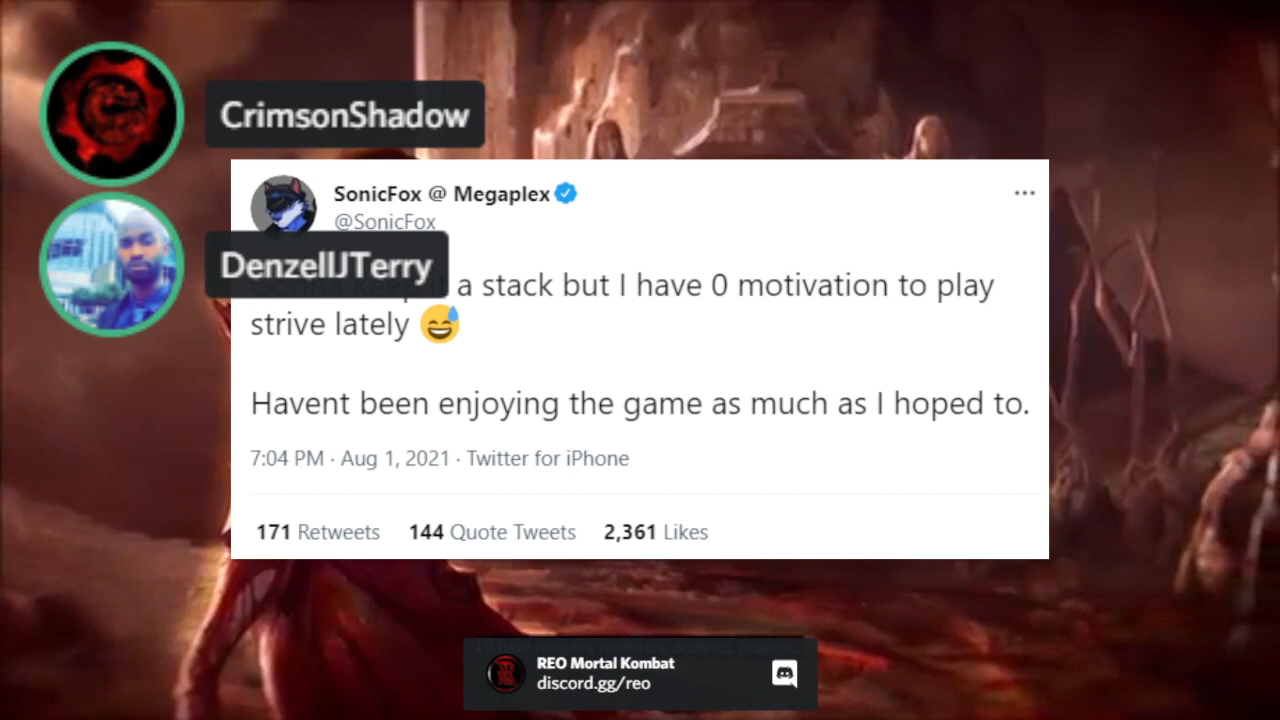 CrimsonShadow
SonicFox @ Megaplex
@SonicFox
DenzellJTerry
a stack but I have 0 motivation to play
strive lately 😅
Havent been enjoying the game as much as I hoped to.
7:04 PM · Aug 1, 2021 · Twitter for iPhone
171 Retweets 144 Quote Tweets 2,361 Likes
REO Mortal Kombat
discord.gg/reo